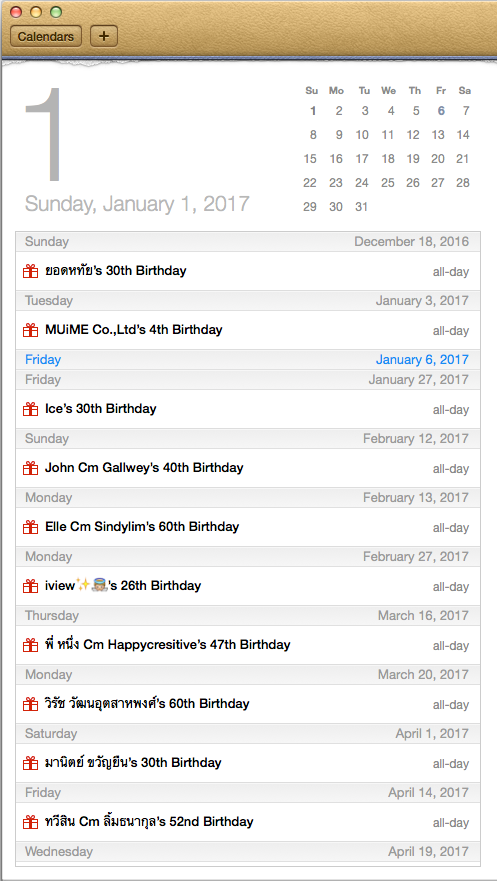 Calendars +
1
Sunday, January 1, 2017
Su Mo Tu We Th Fr Sa
1 2 3 4 5 6 7
8 9 10 11 12 13 14
15 16 17 18 19 20 21
22 23 24 25 26 27 28
29 30 31
Sunday December 18, 2016
ยอดหทัย's 30th Birthday all-day
Tuesday January 3, 2017
MUiME Co.,Ltd's 4th Birthday all-day
Friday January 6, 2017
Friday January 27, 2017
Ice's 30th Birthday all-day
Sunday February 12, 2017
John Cm Gallwey's 40th Birthday all-day
Monday February 13, 2017
Elle Cm Sindylim's 60th Birthday all-day
Monday February 27, 2017
iview✨👵's 26th Birthday all-day
Thursday March 16, 2017
พี่ หนึ่ง Cm Happycresitive's 47th Birthday all-day
Monday March 20, 2017
วิรัช วัฒนอุตสาหพงศ์'s 60th Birthday all-day
Saturday April 1, 2017
มานิตย์ ขวัญยืน's 30th Birthday all-day
Friday April 14, 2017
ทวีสิน Cm ลิ้มธนากุล's 52nd Birthday all-day
Wednesday April 19, 2017